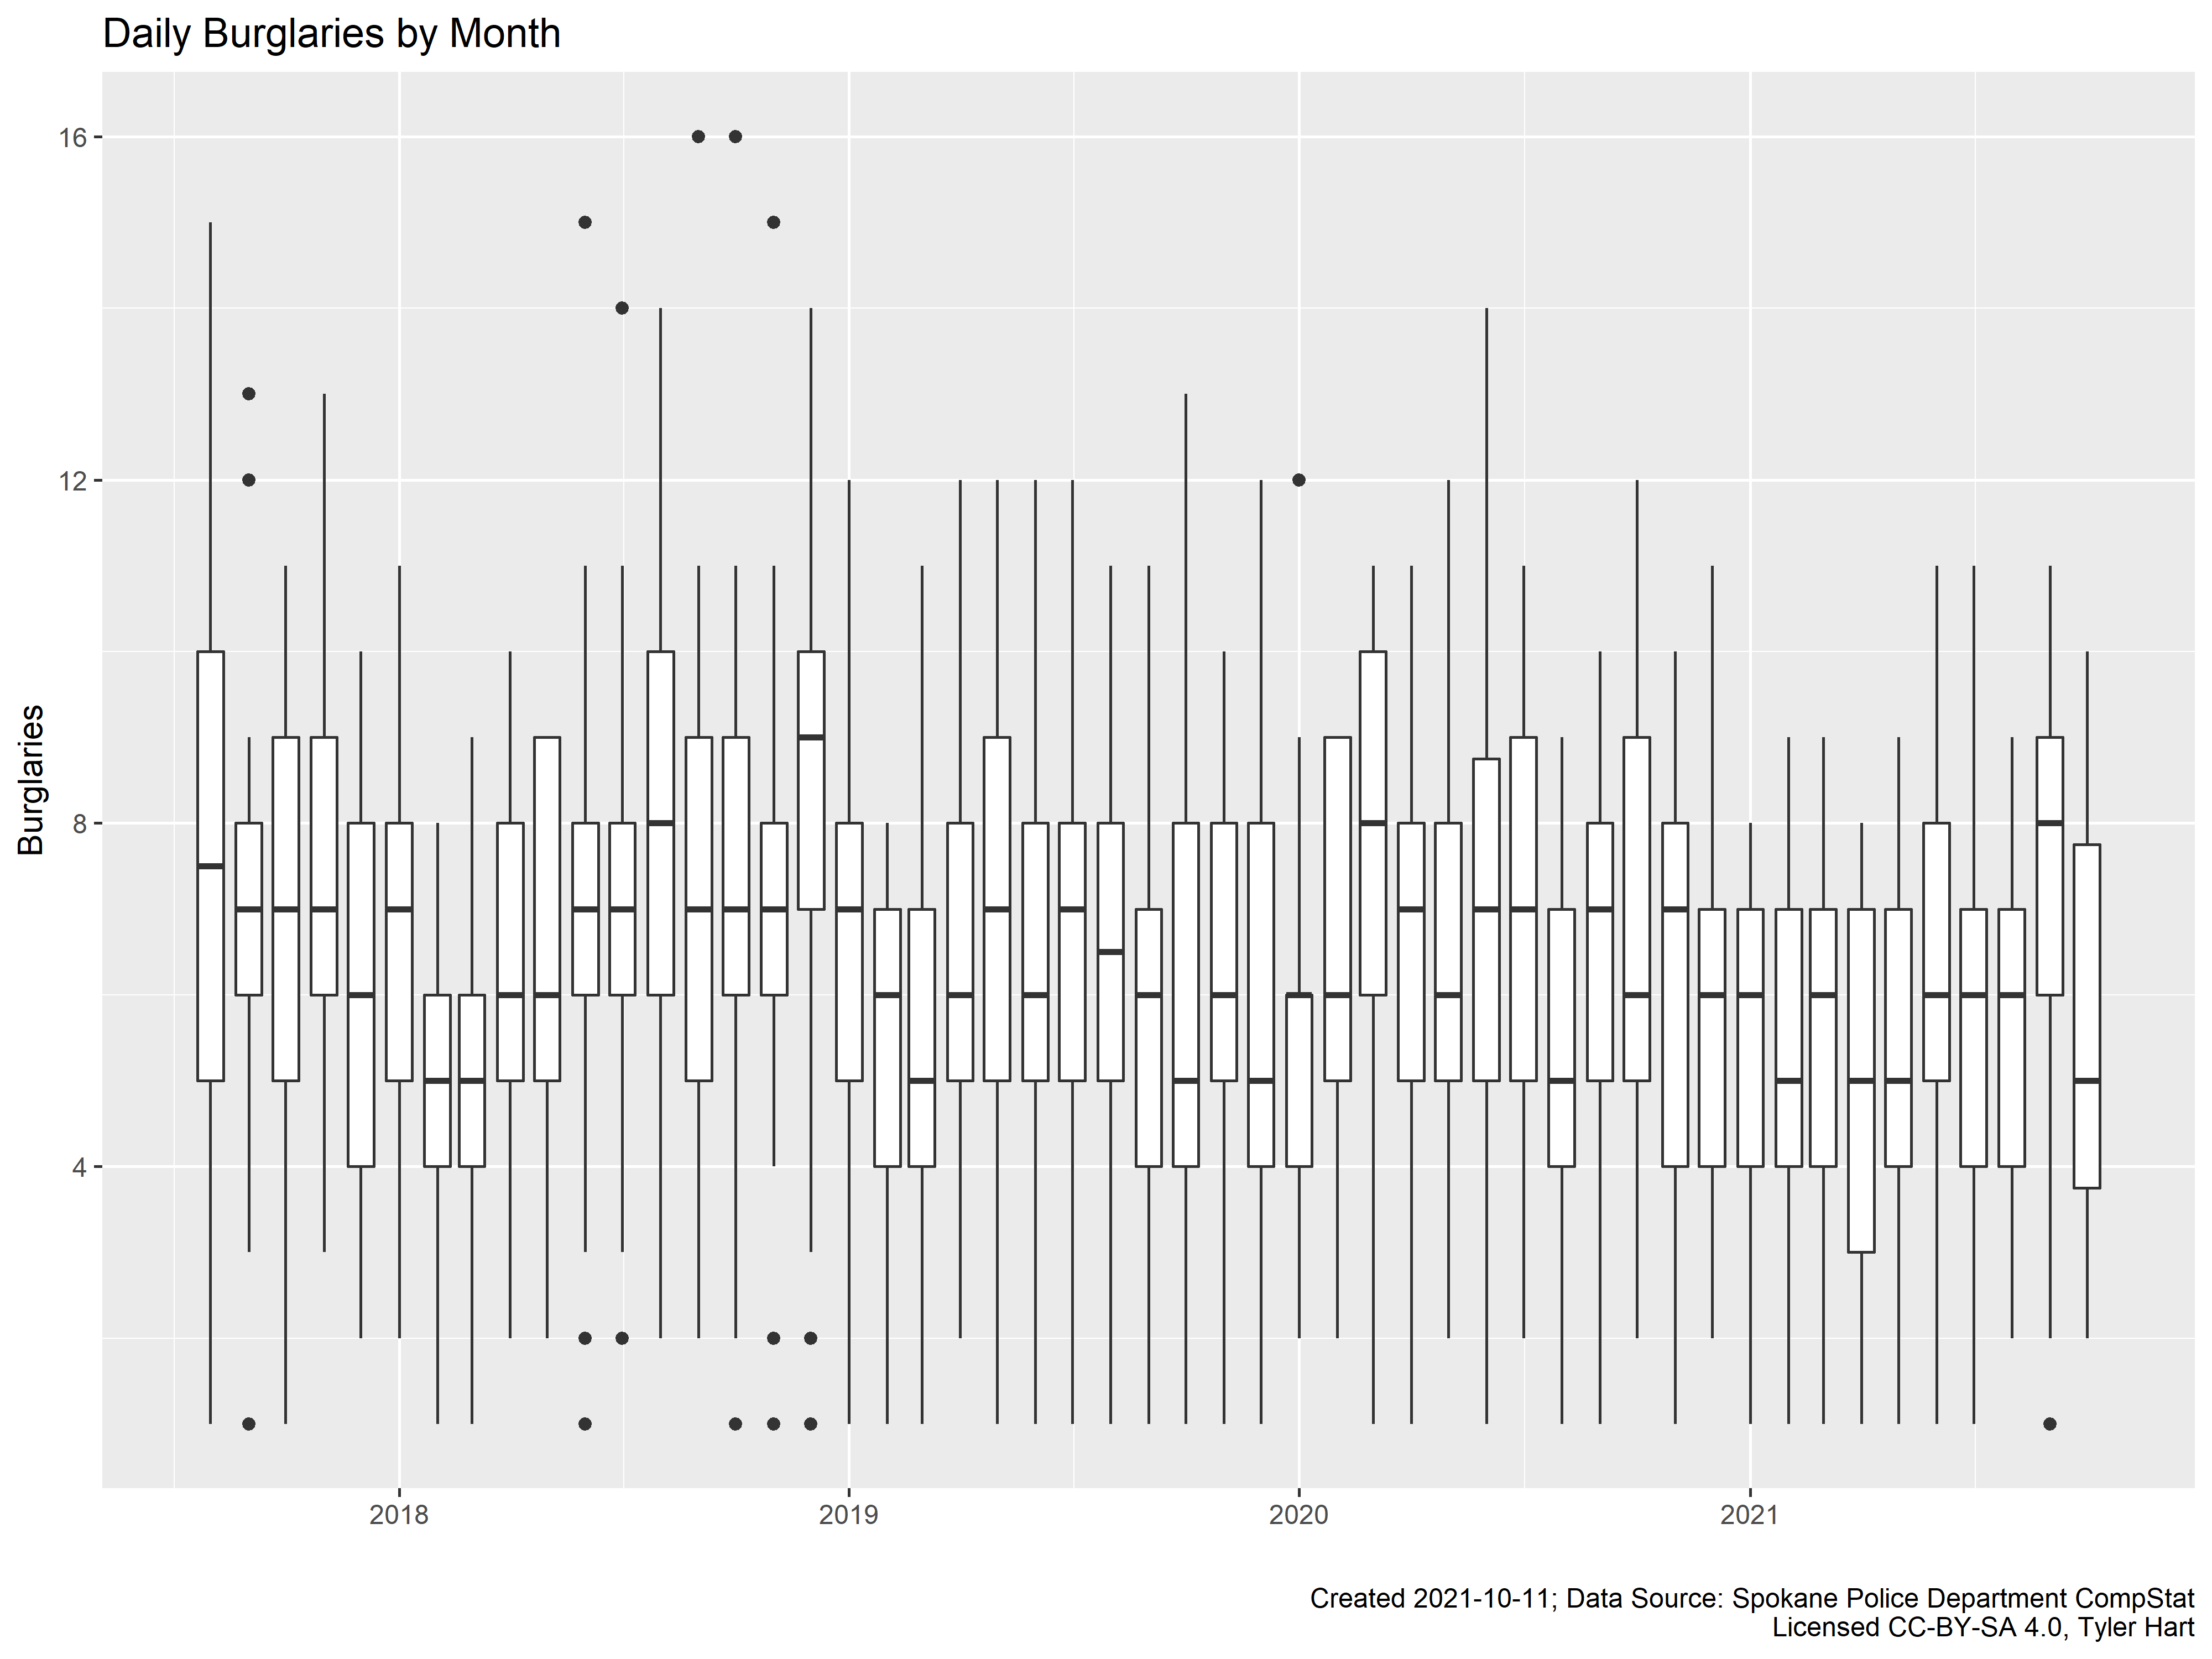 Daily Burglaries by Month
16
12
8
4
Burglaries
2018 2019 2020 2021
Created 2021-10-11; Data Source: Spokane Police Department CompStat
Licensed CC-BY-SA 4.0, Tyler Hart